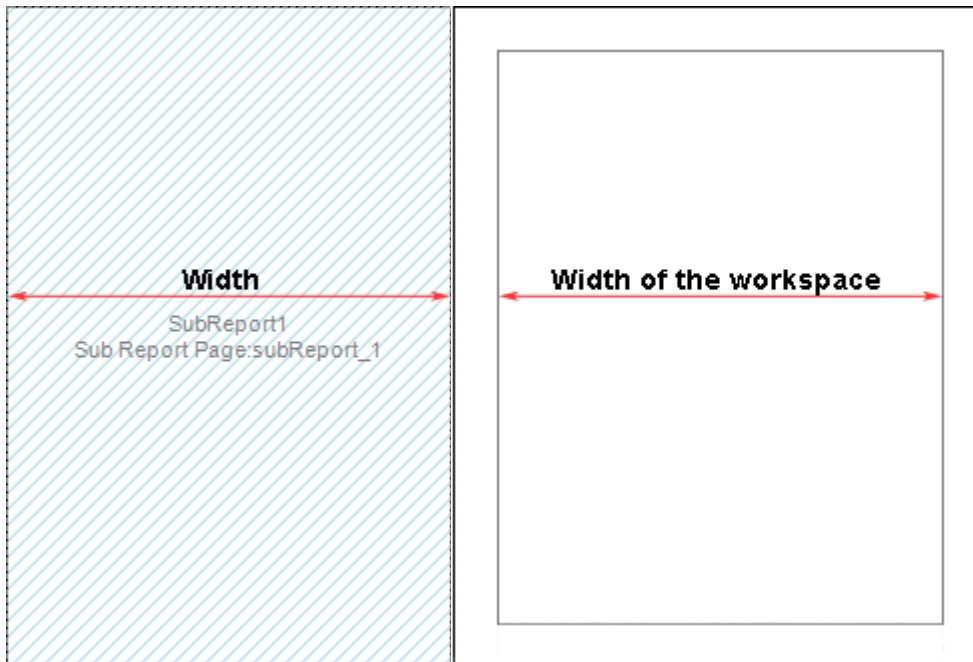 Width
SubReport1
Sub Report Page:subReport_1
Width of the workspace